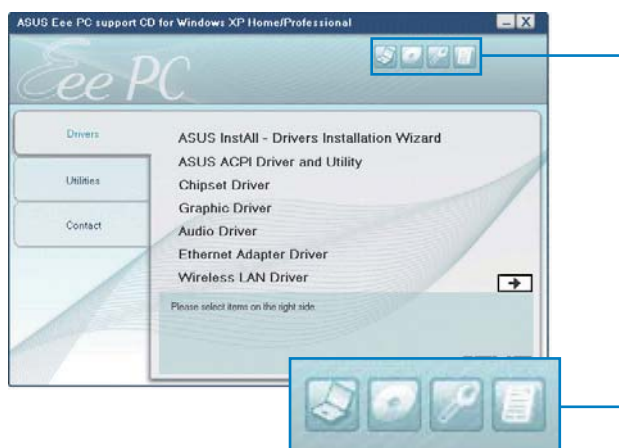 ASUS Eee PC support CD for Windows XP Home/Professional
Eee PC
Drivers
Utilities
Contact
ASUS InstAll - Drivers Installation Wizard
ASUS ACPI Driver and Utility
Chipset Driver
Graphic Driver
Audio Driver
Ethernet Adapter Driver
Wireless LAN Driver
Please select items on the right side